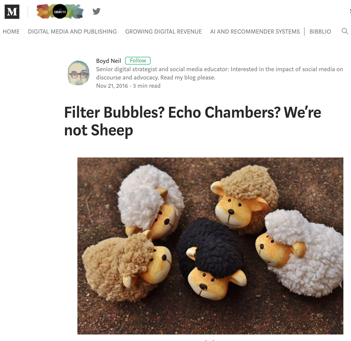 M
HOME DIGITAL MEDIA AND PUBLISHING GROWING DIGITAL REVENUE AI AND RECOMMENDER SYSTEMS BIBBLIO
Boyd Neil Follow
Senior digital strategist and social media educator: Interested in the impact of social media on
discourse and advocacy. Read my blog please.
Nov 21, 2016 · 3 min read
Filter Bubbles? Echo Chambers? We’re
not Sheep